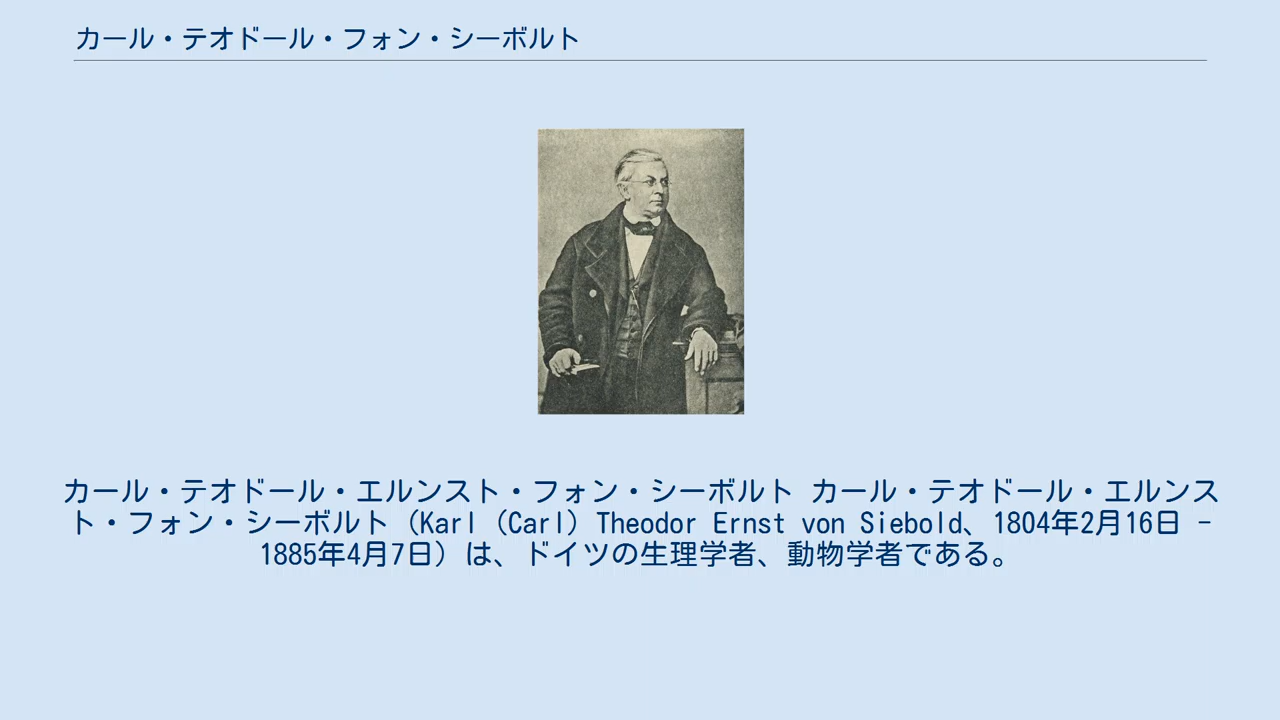 カール・テオドール・フォン・シーボルト
カール・テオドール・エルンスト・フォン・シーボルト カール・テオドール・エルンス
ト・フォン・シーボルト（Karl（Carl）Theodor Ernst von Siebold、1804年2月16日 -
1885年4月7日）は、ドイツの生理学者、動物学者である。